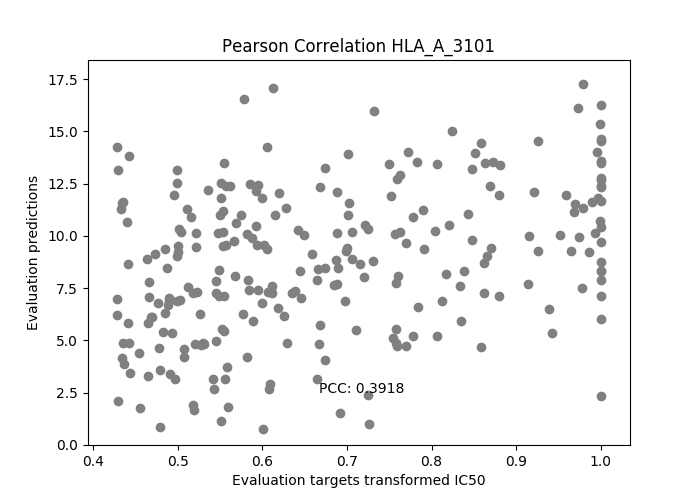 Pearson Correlation HLA_A_3101
17.5
15.0
12.5
10.0
7.5
5.0
2.5
0.0
Evaluation predictions
PCC: 0.3918
0.4 0.5 0.6 0.7 0.8 0.9 1.0
Evaluation targets transformed IC50